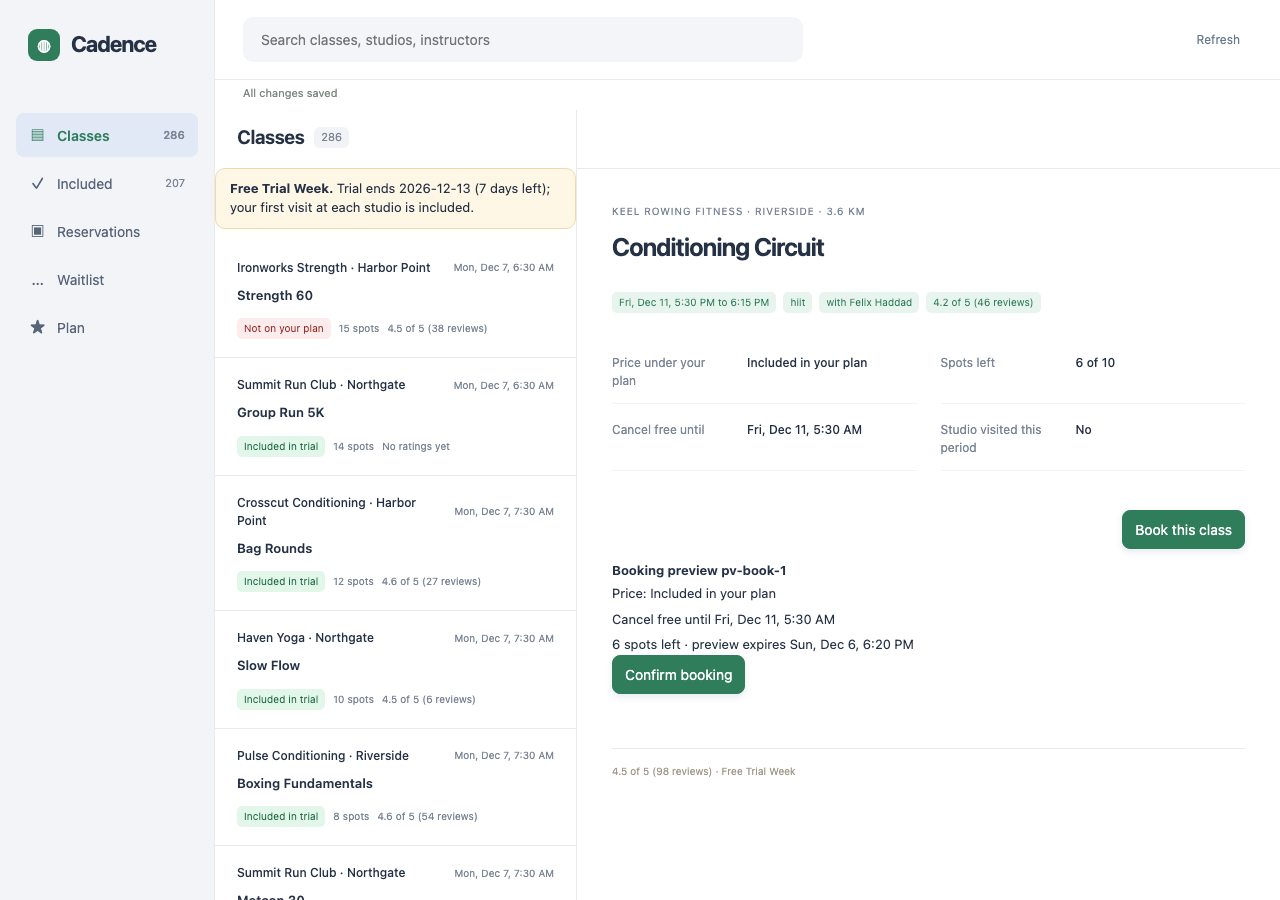 Cadence
Classes 286
Included 207
Reservations
Waitlist
Plan
Search classes, studios, instructors
Refresh
All changes saved
Classes 286
Free Trial Week. Trial ends 2026-12-13 (7 days left);
your first visit at each studio is included.
Ironworks Strength · Harbor Point Mon, Dec 7, 6:30 AM
Strength 60
Not on your plan 15 spots 4.5 of 5 (38 reviews)
Summit Run Club · Northgate Mon, Dec 7, 6:30 AM
Group Run 5K
Included in trial 14 spots No ratings yet
Crosscut Conditioning · Harbor
Point
Mon, Dec 7, 7:30 AM
Bag Rounds
Included in trial 12 spots 4.6 of 5 (27 reviews)
Haven Yoga · Northgate Mon, Dec 7, 7:30 AM
Slow Flow
Included in trial 10 spots 4.5 of 5 (6 reviews)
Pulse Conditioning · Riverside Mon, Dec 7, 7:30 AM
Boxing Fundamentals
Included in trial 8 spots 4.6 of 5 (54 reviews)
Summit Run Club · Northgate Mon, Dec 7, 7:30 AM
Metcon 30
KEEL ROWING FITNESS · RIVERSIDE · 3.6 KM
Conditioning Circuit
Fri, Dec 11, 5:30 PM to 6:15 PM hiit with Felix Haddad 4.2 of 5 (46 reviews)
Price under your
plan
Included in your plan
Spots left 6 of 10
Cancel free until Fri, Dec 11, 5:30 AM
Studio visited this
period
No
Book this class
Booking preview pv-book-1
Price: Included in your plan
Cancel free until Fri, Dec 11, 5:30 AM
6 spots left · preview expires Sun, Dec 6, 6:20 PM
Confirm booking
4.5 of 5 (98 reviews) · Free Trial Week